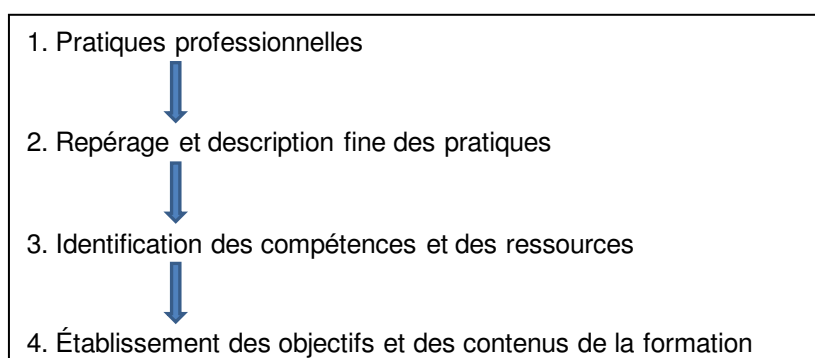 1. Pratiques professionnelles
2. Repérage et description fine des pratiques
3. Identification des compétences et des ressources
4. Établissement des objectifs et des contenus de la formation